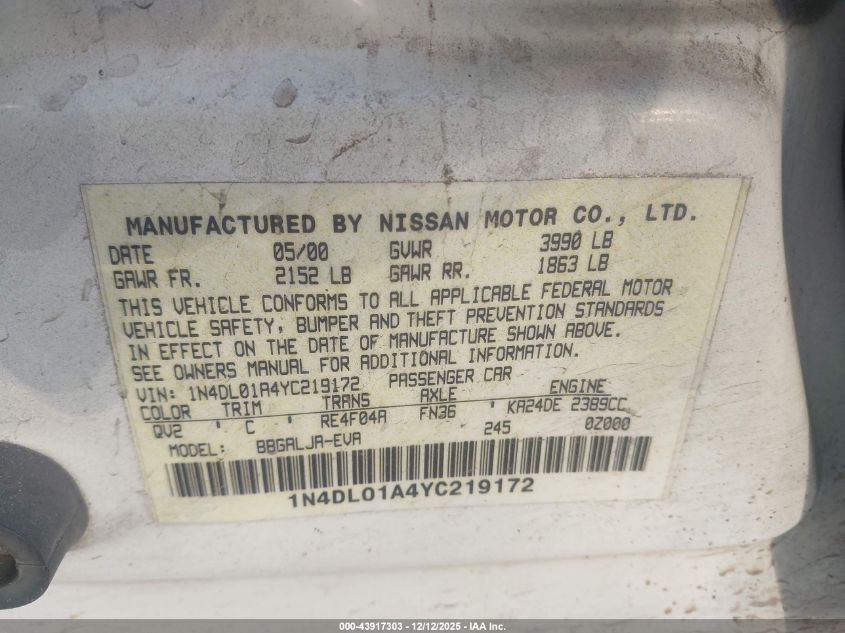 MANUFACTURED BY NISSAN MOTOR CO., LTD.
DATE 05/00 GVWR 3990 LB
GAWR FR. 2152 LB GAWR RR. 1863 LB
THIS VEHICLE CONFORMS TO ALL APPLICABLE FEDERAL MOTOR
VEHICLE SAFETY, BUMPER AND THEFT PREVENTION STANDARDS
IN EFFECT ON THE DATE OF MANUFACTURE SHOWN ABOVE.
SEE OWNERS MANUAL FOR ADDITIONAL INFORMATION.
VIN: 1N4DL01A4YC219172 PASSENGER CAR
COLOR TRIM TRANS AXLE ENGINE
QV2 ' C ' RE4F04A FN36 ' KA24DE 2389CC
MODEL: BBGALJA-EVA 245 0Z000
1N4DL01A4YC219172
000-43917303 - 12/12/2025 - IAA Inc.